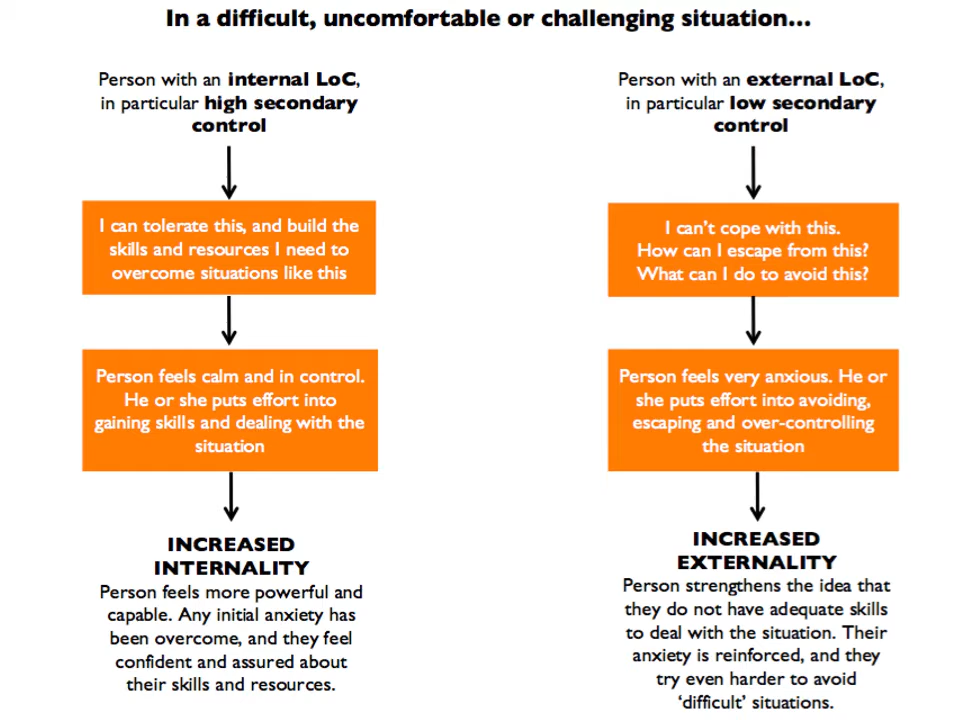 In a difficult, uncomfortable or challenging situation...
Person with an internal LoC,
in particular high secondary
control
I can tolerate this, and build the
skills and resources I need to
overcome situations like this
Person feels calm and in control.
He or she puts effort into
gaining skills and dealing with the
situation
INCREASED
INTERNALITY
Person feels more powerful and
capable. Any initial anxiety has
been overcome, and they feel
confident and assured about
their skills and resources.
Person with an external LoC,
in particular low secondary
control
I can't cope with this.
How can I escape from this?
What can I do to avoid this?
Person feels very anxious. He or
she puts effort into avoiding,
escaping and over-controlling
the situation
INCREASED
EXTERNALITY
Person strengthens the idea that
they do not have adequate skills
to deal with the situation. Their
anxiety is reinforced, and they
try even harder to avoid
'difficult' situations.